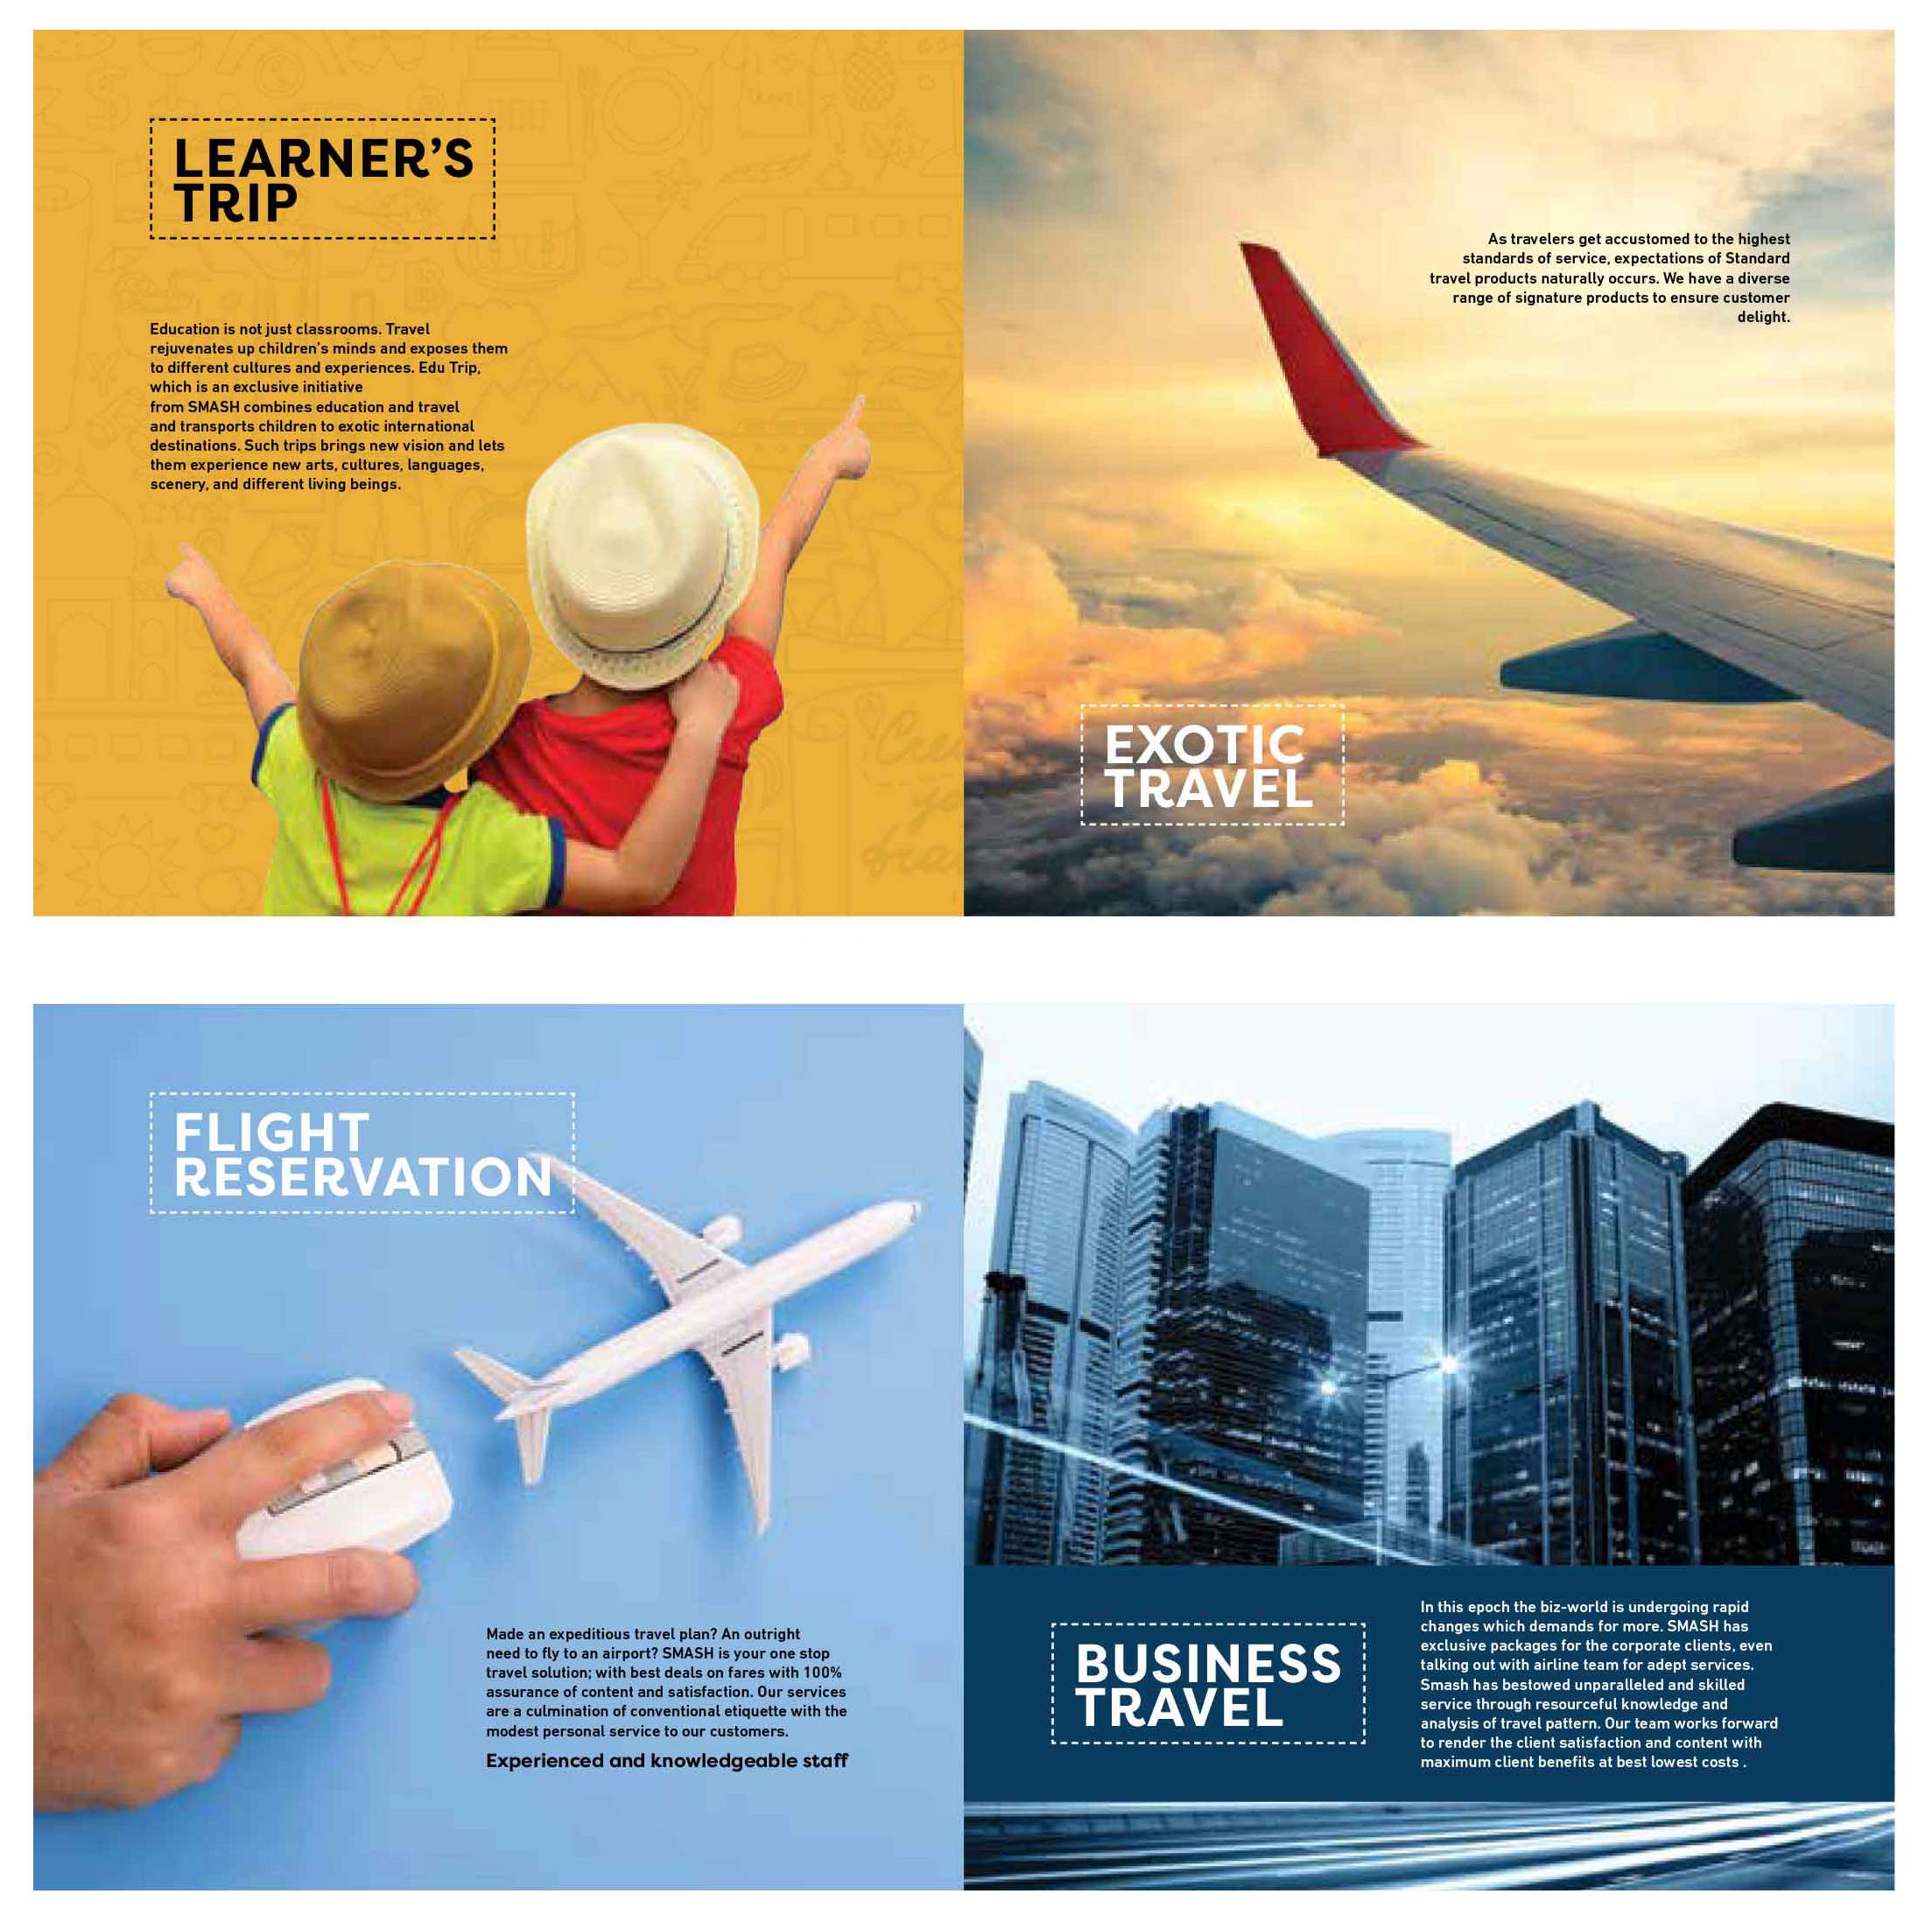 LEARNER’S
TRIP
Education is not just classrooms. Travel
rejuvenates up children’s minds and exposes them
to different cultures and experiences. Edu Trip,
which is an exclusive initiative
from SMASH combines education and travel
and transports children to exotic international
destinations. Such trips brings new vision and lets
them experience new arts, cultures, languages,
scenery, and different living beings.
As travelers get accustomed to the highest
standards of service, expectations of Standard
travel products naturally occurs. We have a diverse
range of signature products to ensure customer
delight.
EXOTIC
TRAVEL
FLIGHT
RESERVATION
Made an expeditious travel plan? An outright
need to fly to an airport? SMASH is your one stop
travel solution; with best deals on fares with 100%
assurance of content and satisfaction. Our services
are a culmination of conventional etiquette with the
modest personal service to our customers.
Experienced and knowledgeable staff
BUSINESS
TRAVEL
In this epoch the biz-world is undergoing rapid
changes which demands for more. SMASH has
exclusive packages for the corporate clients, even
talking out with airline team for adept services.
Smash has bestowed unparalleled and skilled
service through resourceful knowledge and
analysis of travel pattern. Our team works forward
to render the client satisfaction and content with
maximum client benefits at best lowest costs .